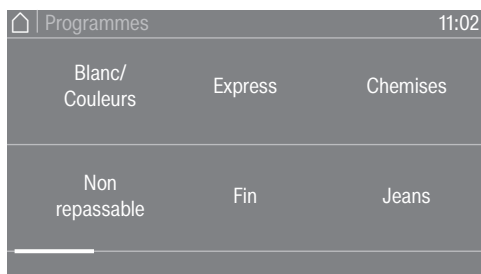 Programmes
11:02
Blanc/
Couleurs
Express
Chemises
Non
repassable
Fin
Jeans